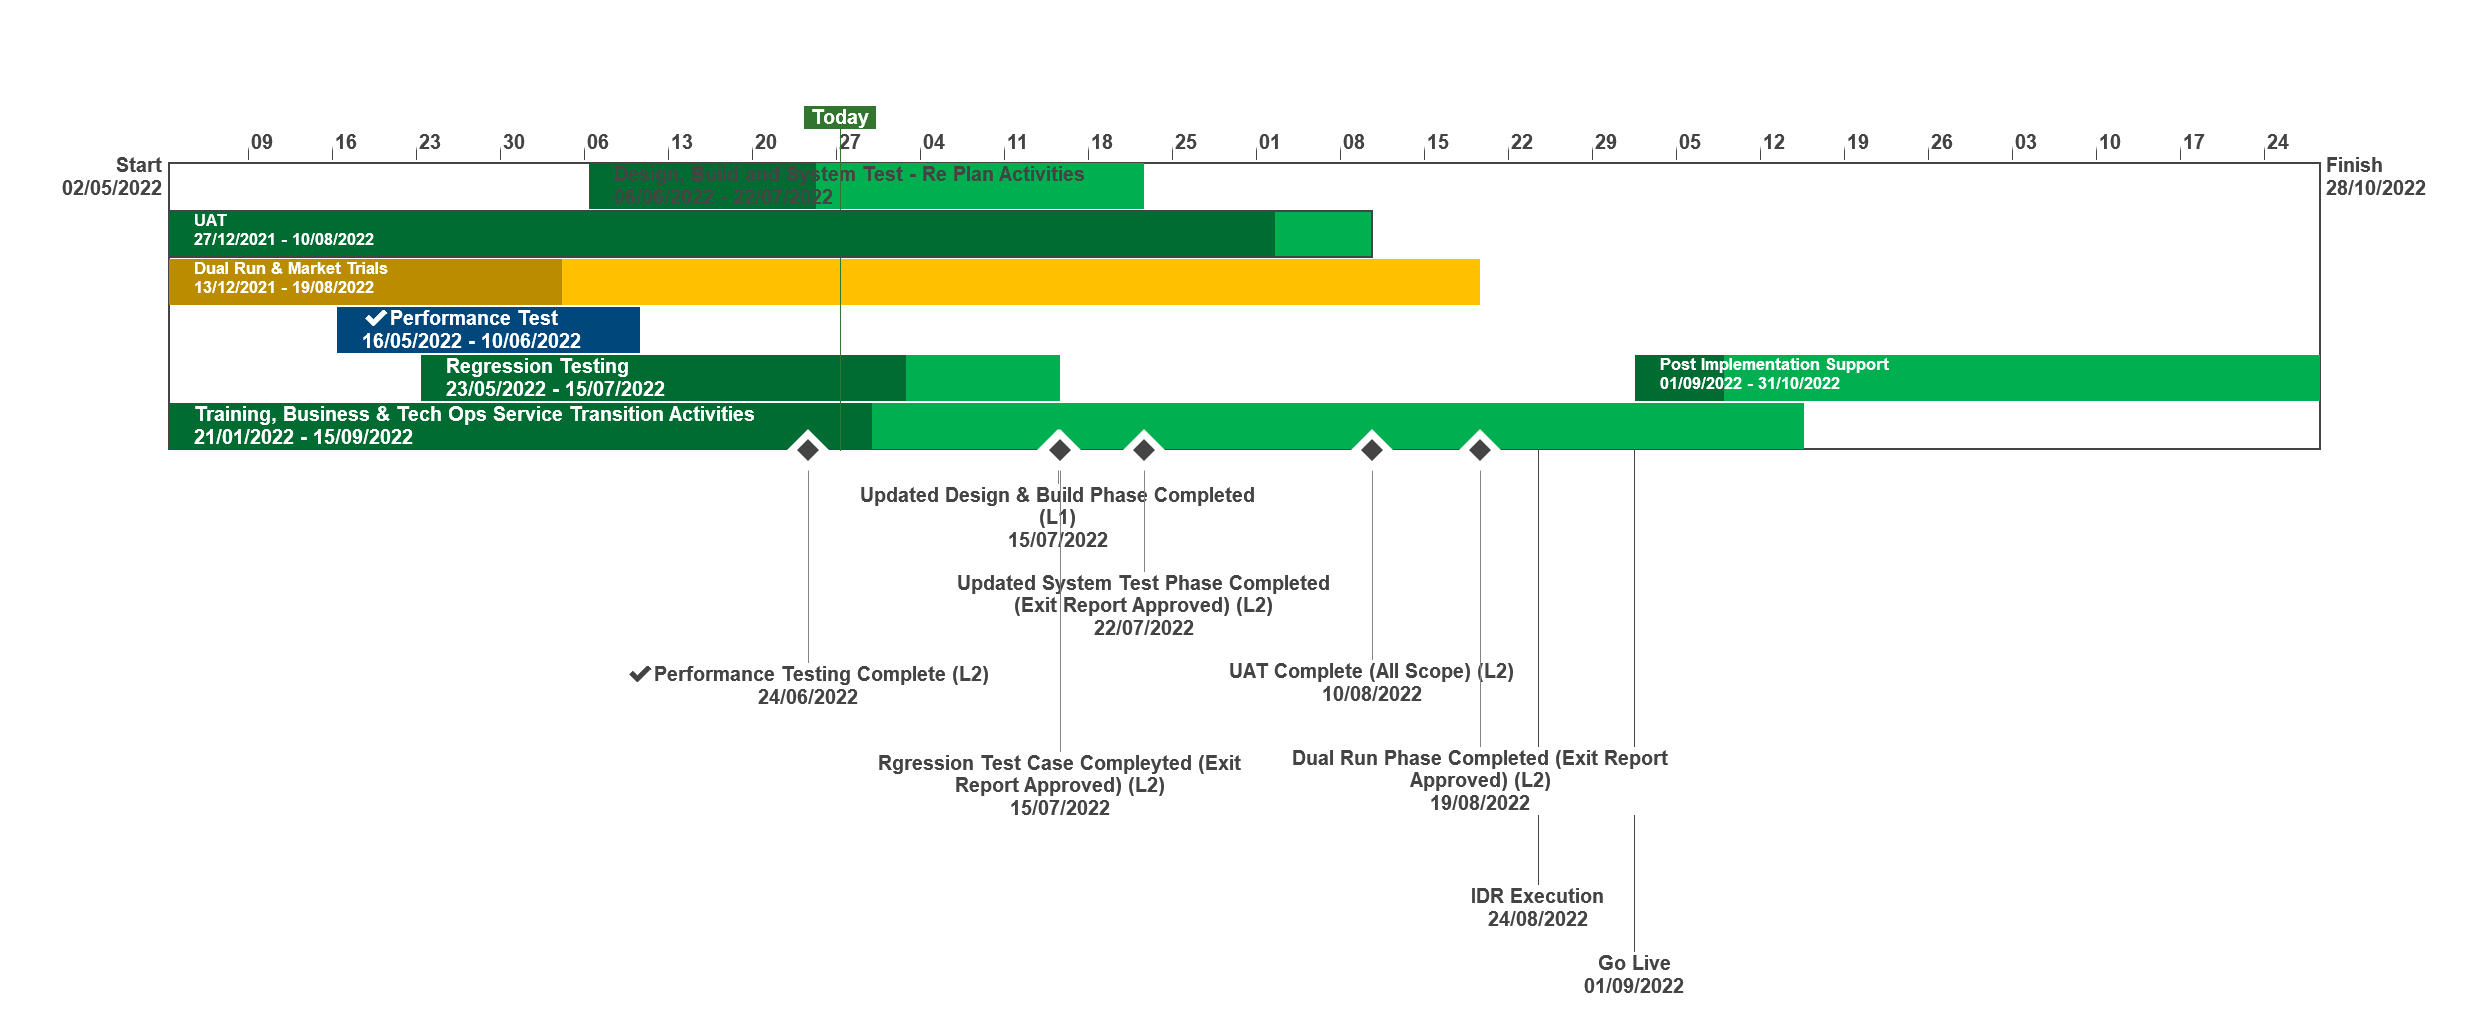 Today
09 16 23 30 06 13 20 27 04 11 18 25 01 08 15 22 29 05 12 19 26 03 10 17 24
Start
02/05/2022
Finish
28/10/2022
Design, Build and System Test - Re Plan Activities
06/06/2022 - 22/07/2022
UAT
27/12/2021 - 10/08/2022
Dual Run & Market Trials
13/12/2021 - 19/08/2022
Performance Test
16/05/2022 - 10/06/2022
Regression Testing
23/05/2022 - 15/07/2022
Post Implementation Support
01/09/2022 - 31/10/2022
Training, Business & Tech Ops Service Transition Activities
21/01/2022 - 15/09/2022
Updated Design & Build Phase Completed
(L1)
15/07/2022
Updated System Test Phase Completed
(Exit Report Approved) (L2)
22/07/2022
Performance Testing Complete (L2)
24/06/2022
UAT Complete (All Scope) (L2)
10/08/2022
Rgression Test Case Compleyted (Exit
Report Approved) (L2)
15/07/2022
Dual Run Phase Completed (Exit Report
Approved) (L2)
19/08/2022
IDR Execution
24/08/2022
Go Live
01/09/2022